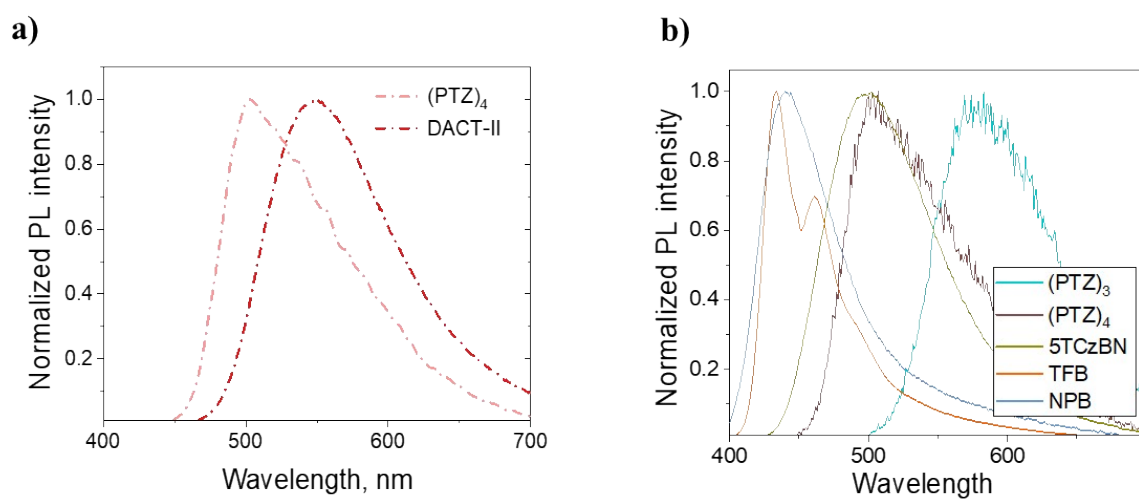 a)
Normalized PL intensity
1.0
0.8
0.6
0.4
0.2
400
500
600
700
Wavelength, nm
(PTZ)₄
DACT-II
b)
Normalized PL intensity
1.0
0.8
0.6
0.4
0.2
400
500
600
Wavelength
(PTZ)₃
(PTZ)₄
5TCzBN
TFB
NPB